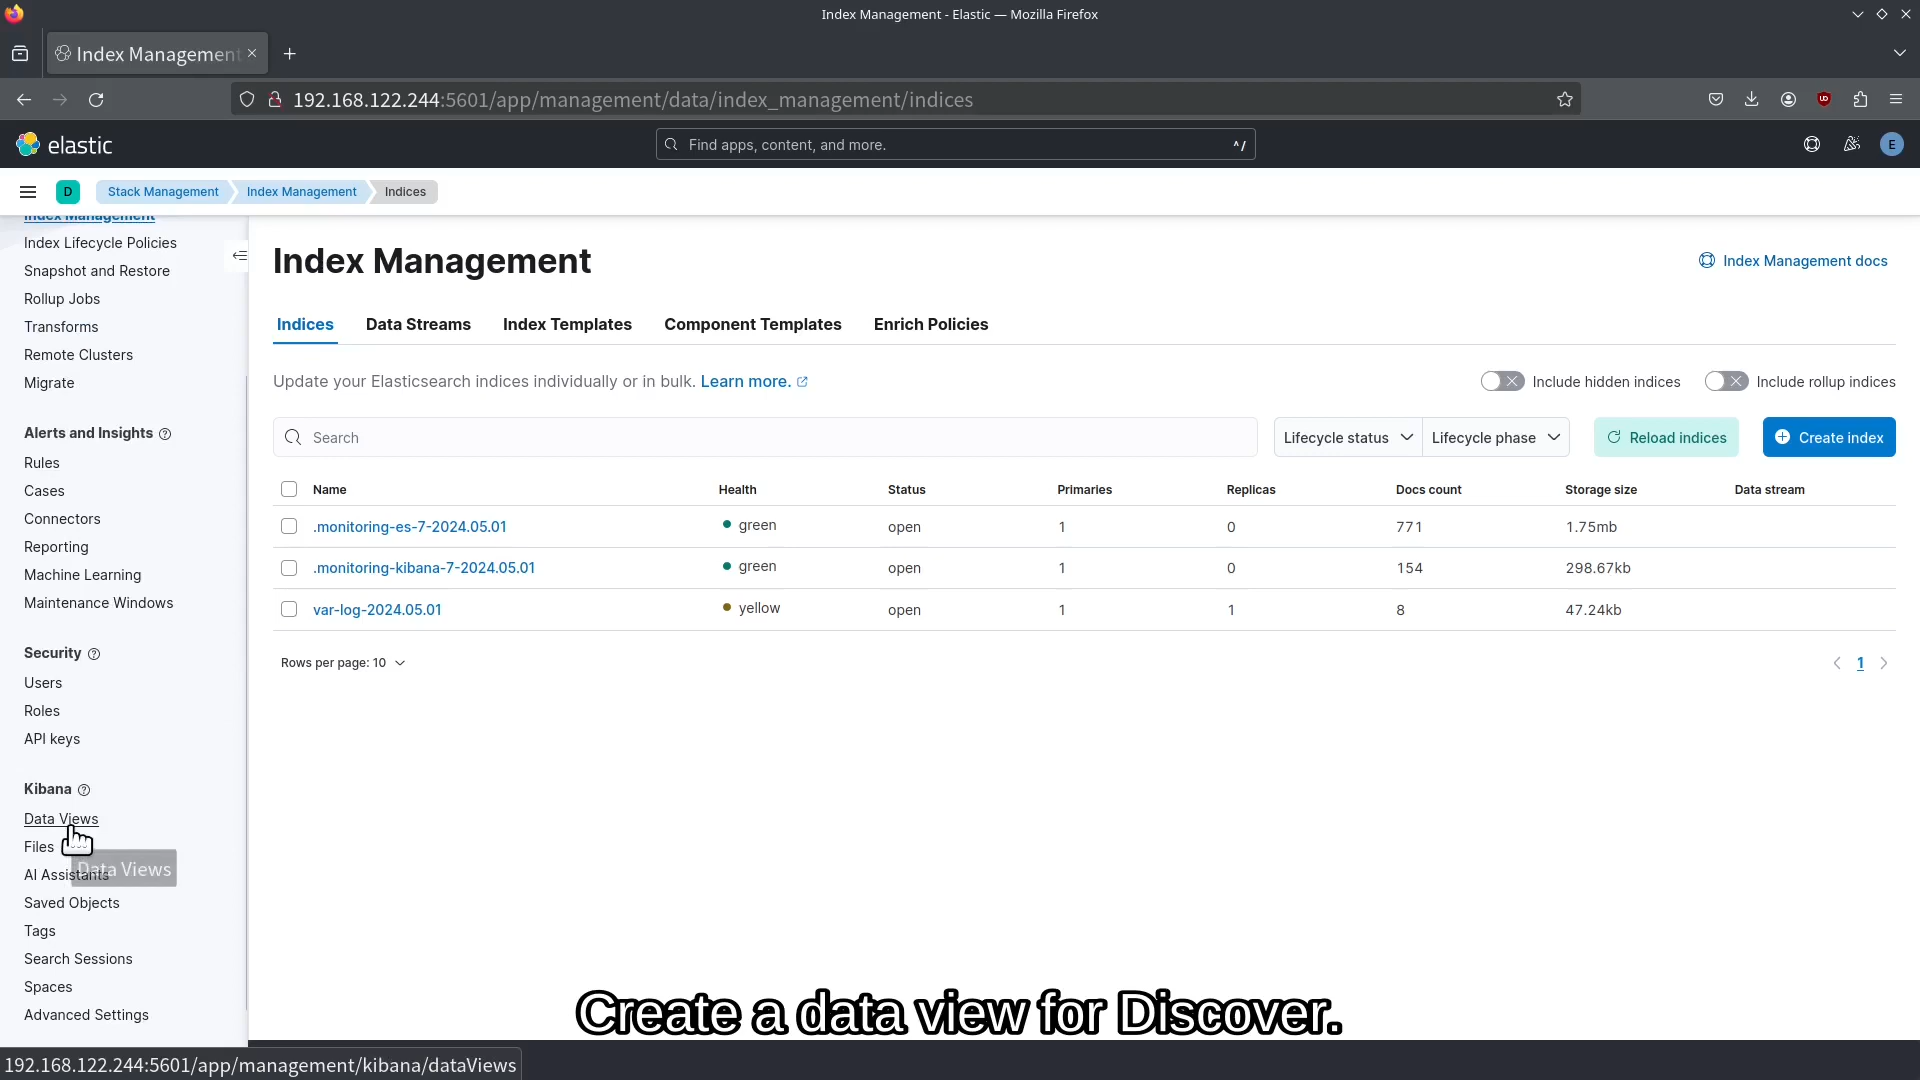 Index Management - Elastic — Mozilla Firefox
Index Management
192.168.122.244:5601/app/management/data/index_management/indices
elastic
Find apps, content, and more.
^/
E
D
Stack Management
Index Management
Indices
Index Management
Index Lifecycle Policies
Snapshot and Restore
Rollup Jobs
Transforms
Remote Clusters
Migrate
Alerts and Insights
Rules
Cases
Connectors
Reporting
Machine Learning
Maintenance Windows
Security
Users
Roles
API keys
Kibana
Data Views
Files
Data Views
AI Assistants
Saved Objects
Tags
Search Sessions
Spaces
Advanced Settings
Index Management
Index Management docs
Indices Data Streams Index Templates Component Templates Enrich Policies
Update your Elasticsearch indices individually or in bulk. Learn more.
Include hidden indices
Include rollup indices
Search
Lifecycle status
Lifecycle phase
Reload indices
Create index
Name Health Status Primaries Replicas Docs count Storage size Data stream
.monitoring-es-7-2024.05.01 green open 1 0 771 1.75mb
.monitoring-kibana-7-2024.05.01 green open 1 0 154 298.67kb
var-log-2024.05.01 yellow open 1 1 8 47.24kb
Rows per page: 10
1
Create a data view for Discover.
192.168.122.244:5601/app/management/kibana/dataViews